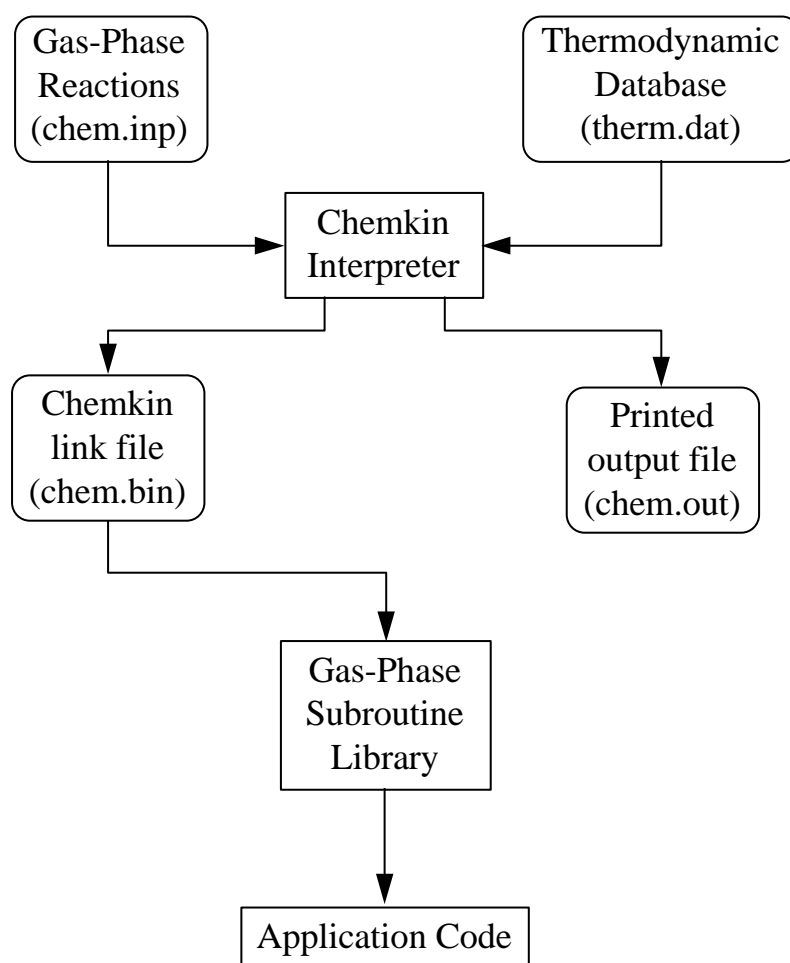 Gas-Phase
Reactions
(chem.inp)
Thermodynamic
Database
(therm.dat)
Chemkin
Interpreter
Chemkin
link file
(chem.bin)
Printed
output file
(chem.out)
Gas-Phase
Subroutine
Library
Application Code